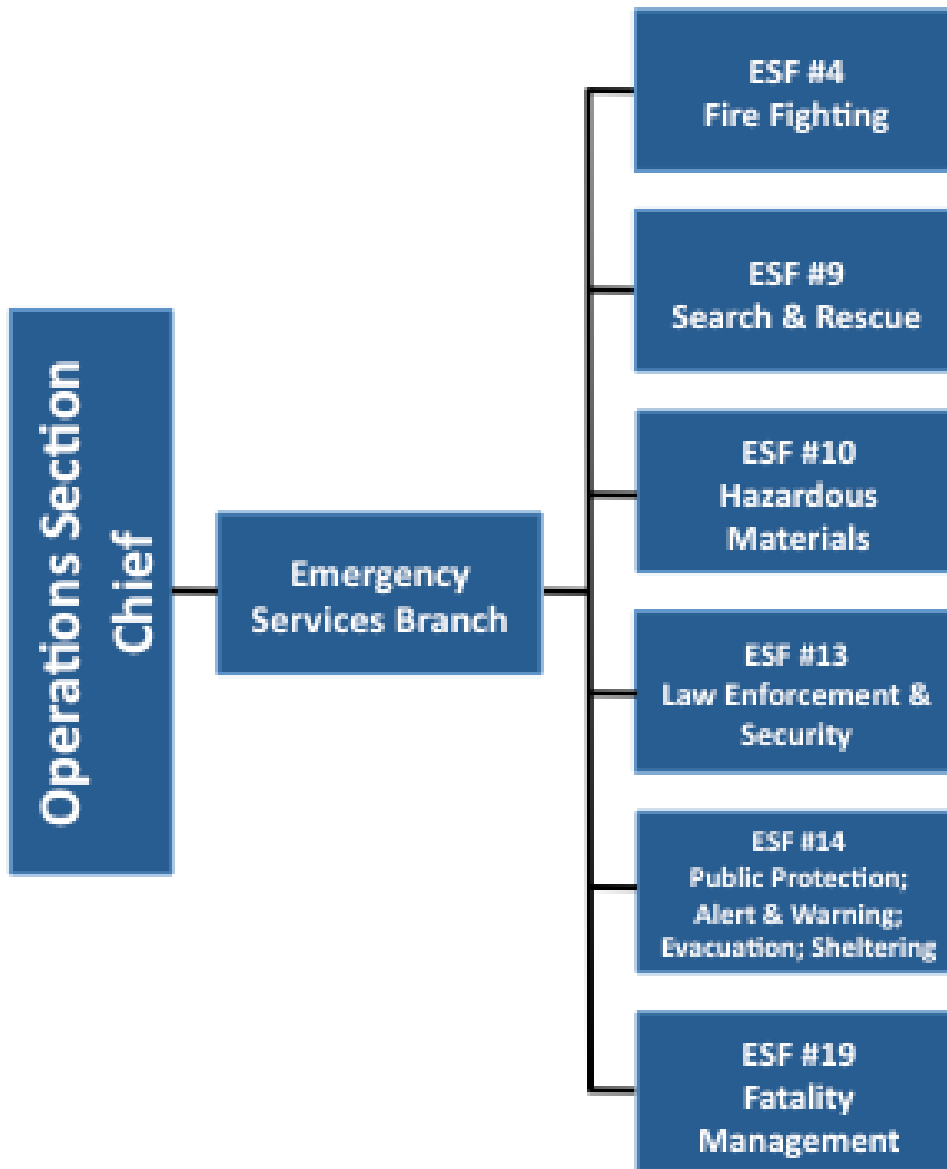 Operations Section
Chief
Emergency
Services Branch
ESF #4
Fire Fighting
ESF #9
Search & Rescue
ESF #10
Hazardous
Materials
ESF #13
Law Enforcement &
Security
ESF #14
Public Protection;
Alert & Warning;
Evacuation; Sheltering
ESF #19
Fatality
Management